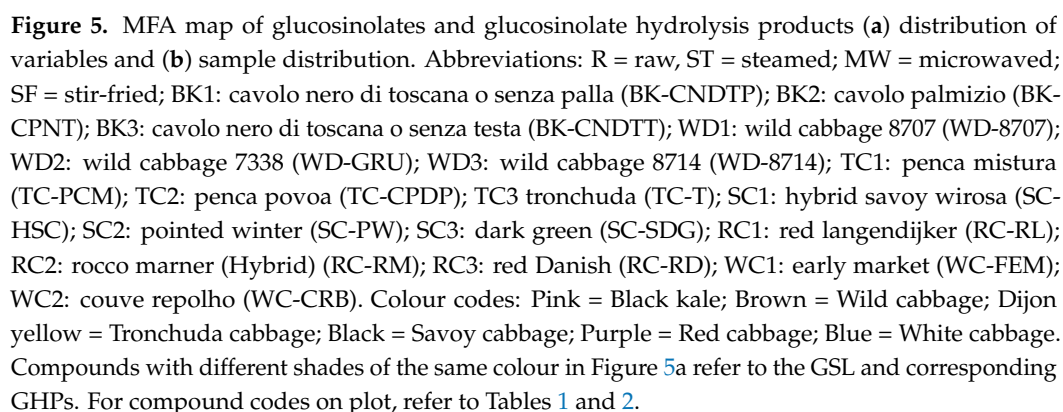 Figure 5. MFA map of glucosinolates and glucosinolate hydrolysis products (a) distribution of
variables and (b) sample distribution. Abbreviations: R = raw, ST = steamed; MW = microwaved;
SF = stir-fried; BK1: cavolo nero di toscana o senza palla (BK-CNDTP); BK2: cavolo palmizio (BK-
CPNT); BK3: cavolo nero di toscana o senza testa (BK-CNDTT); WD1: wild cabbage 8707 (WD-8707);
WD2: wild cabbage 7338 (WD-GRU); WD3: wild cabbage 8714 (WD-8714); TC1: penca mistura
(TC-PCM); TC2: penca povoa (TC-CPDP); TC3 tronchuda (TC-T); SC1: hybrid savoy wirosa (SC-
HSC); SC2: pointed winter (SC-PW); SC3: dark green (SC-SDG); RC1: red langendijker (RC-RL);
RC2: rocco marner (Hybrid) (RC-RM); RC3: red Danish (RC-RD); WC1: early market (WC-FEM);
WC2: couve repolho (WC-CRB). Colour codes: Pink = Black kale; Brown = Wild cabbage; Dijon
yellow = Tronchuda cabbage; Black = Savoy cabbage; Purple = Red cabbage; Blue = White cabbage.
Compounds with different shades of the same colour in Figure 5a refer to the GSL and corresponding
GHPs. For compound codes on plot, refer to Tables 1 and 2.